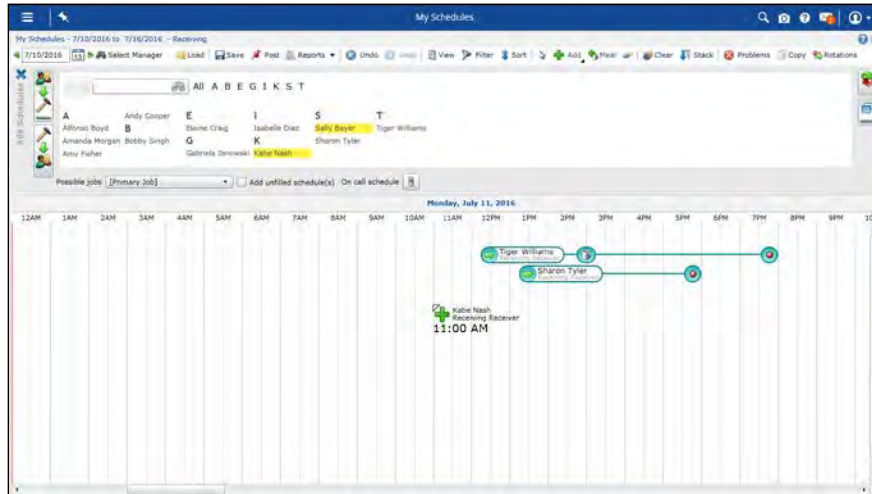 My Schedules
My Schedules - 7/10/2016 to 7/16/2016 - Receiving
7/10/2016 Select Manager Load Save Post Reports Undo View Filter Sort Add Meal Clear Stack Problems Copy Rotations
Add Schedules
All A B E G I K S T
A Andy Cooper E I S T
Alfonso Boyd B Elaine Craig Isabelle Diaz Sally Bayer Tiger Williams
Amanda Morgan Bobby Singh G K Sharon Tyler
Amy Fisher Gabriela Janowski Katie Nash
Possible jobs [Primary Job] Add unfilled schedule(s) On call schedule
Monday, July 11, 2016
12AM 1AM 2AM 3AM 4AM 5AM 6AM 7AM 8AM 9AM 10AM 11AM 12PM 1PM 2PM 3PM 4PM 5PM 6PM 7PM 8PM 9PM 10
Tiger Williams
Receiving Receiver
Sharon Tyler
Receiving Receiver
Katie Nash
Receiving Receiver
11:00 AM